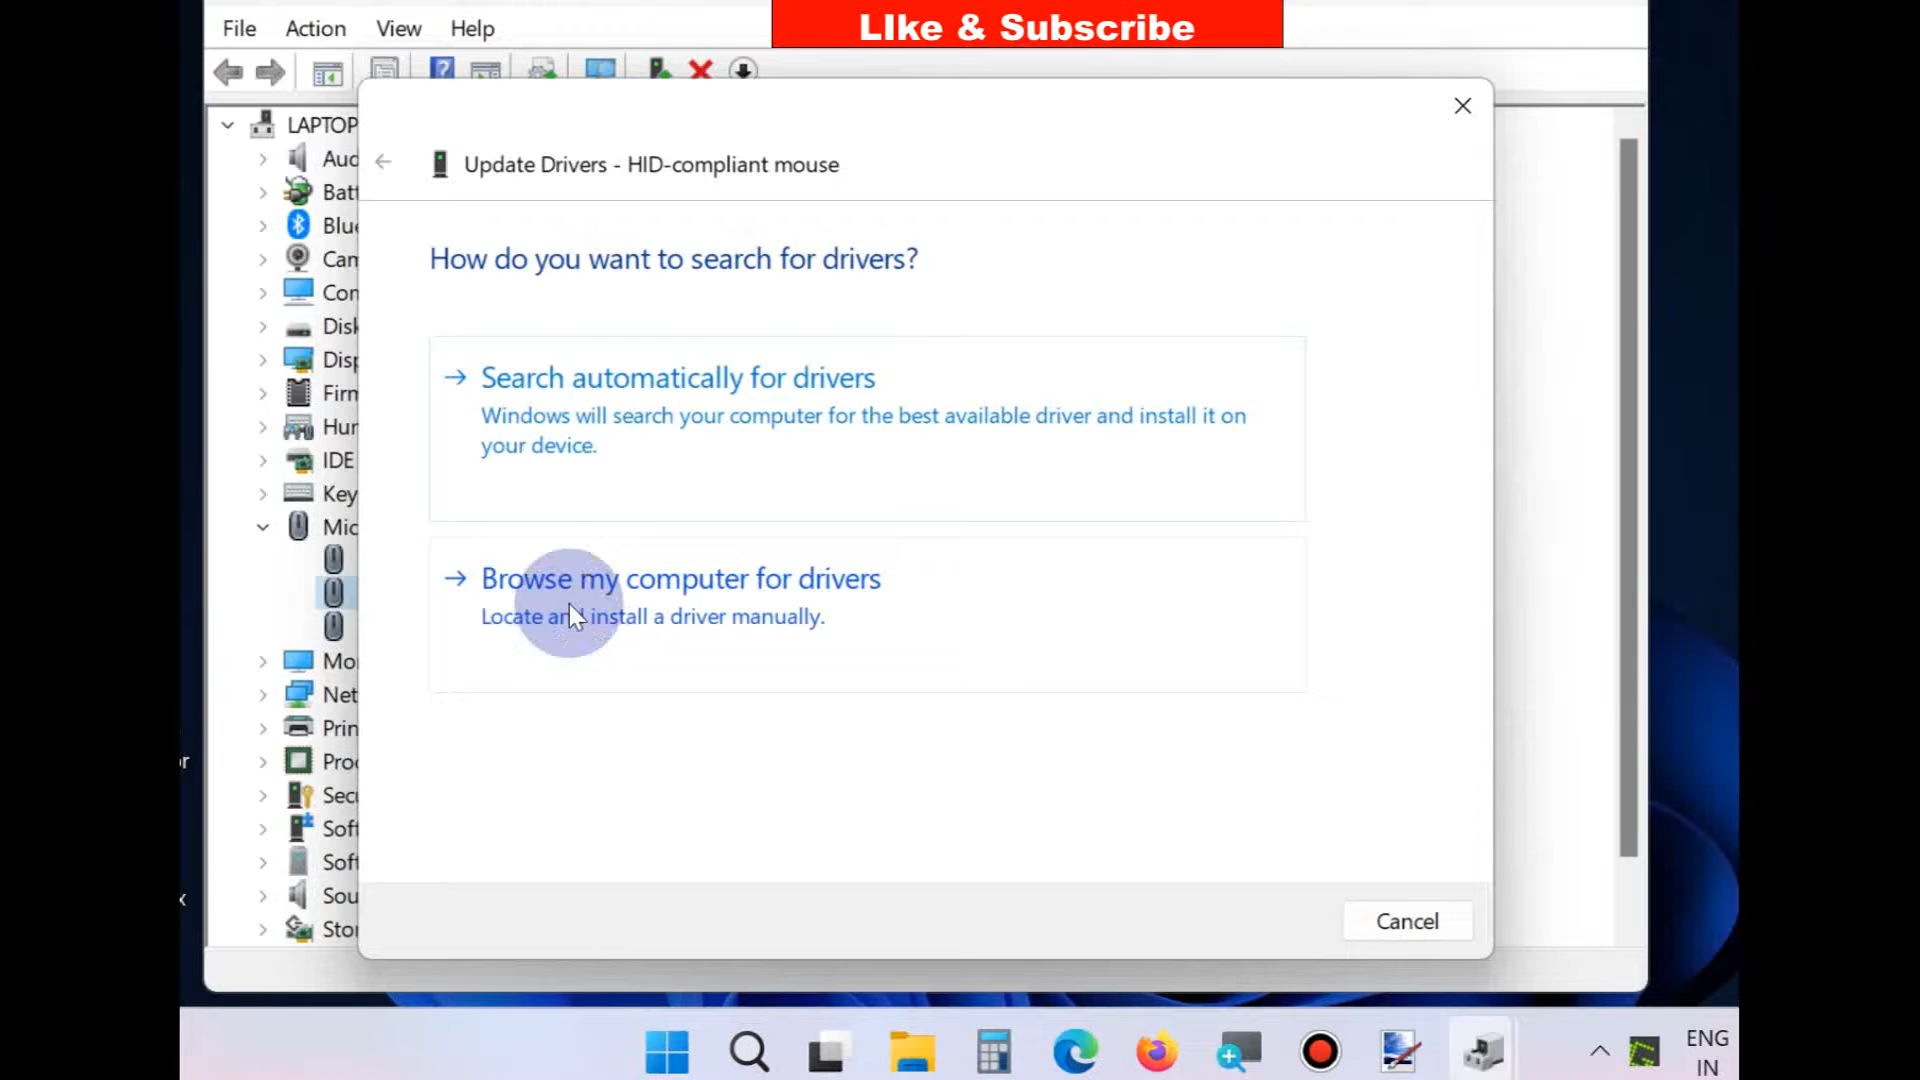 LIke & Subscribe
File Action View Help
LAPTOP
Aud
Batt
Blue
Cam
Con
Disk
Disp
Firm
Hur
IDE
Key
Mic
Mo
Net
Prin
Proc
Secu
Soft
Soft
Sou
Stor
Update Drivers - HID-compliant mouse
How do you want to search for drivers?
Search automatically for drivers
Windows will search your computer for the best available driver and install it on
your device.
Browse my computer for drivers
Locate and install a driver manually.
Cancel
r
x
ENG
IN